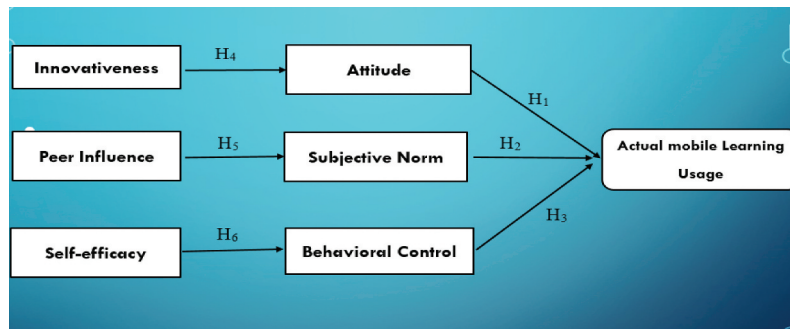 Innovativeness
H4
Attitude
H1
Peer Influence
H5
Subjective Norm
H2
Actual mobile Learning
Usage
Self-efficacy
H6
Behavioral Control
H3